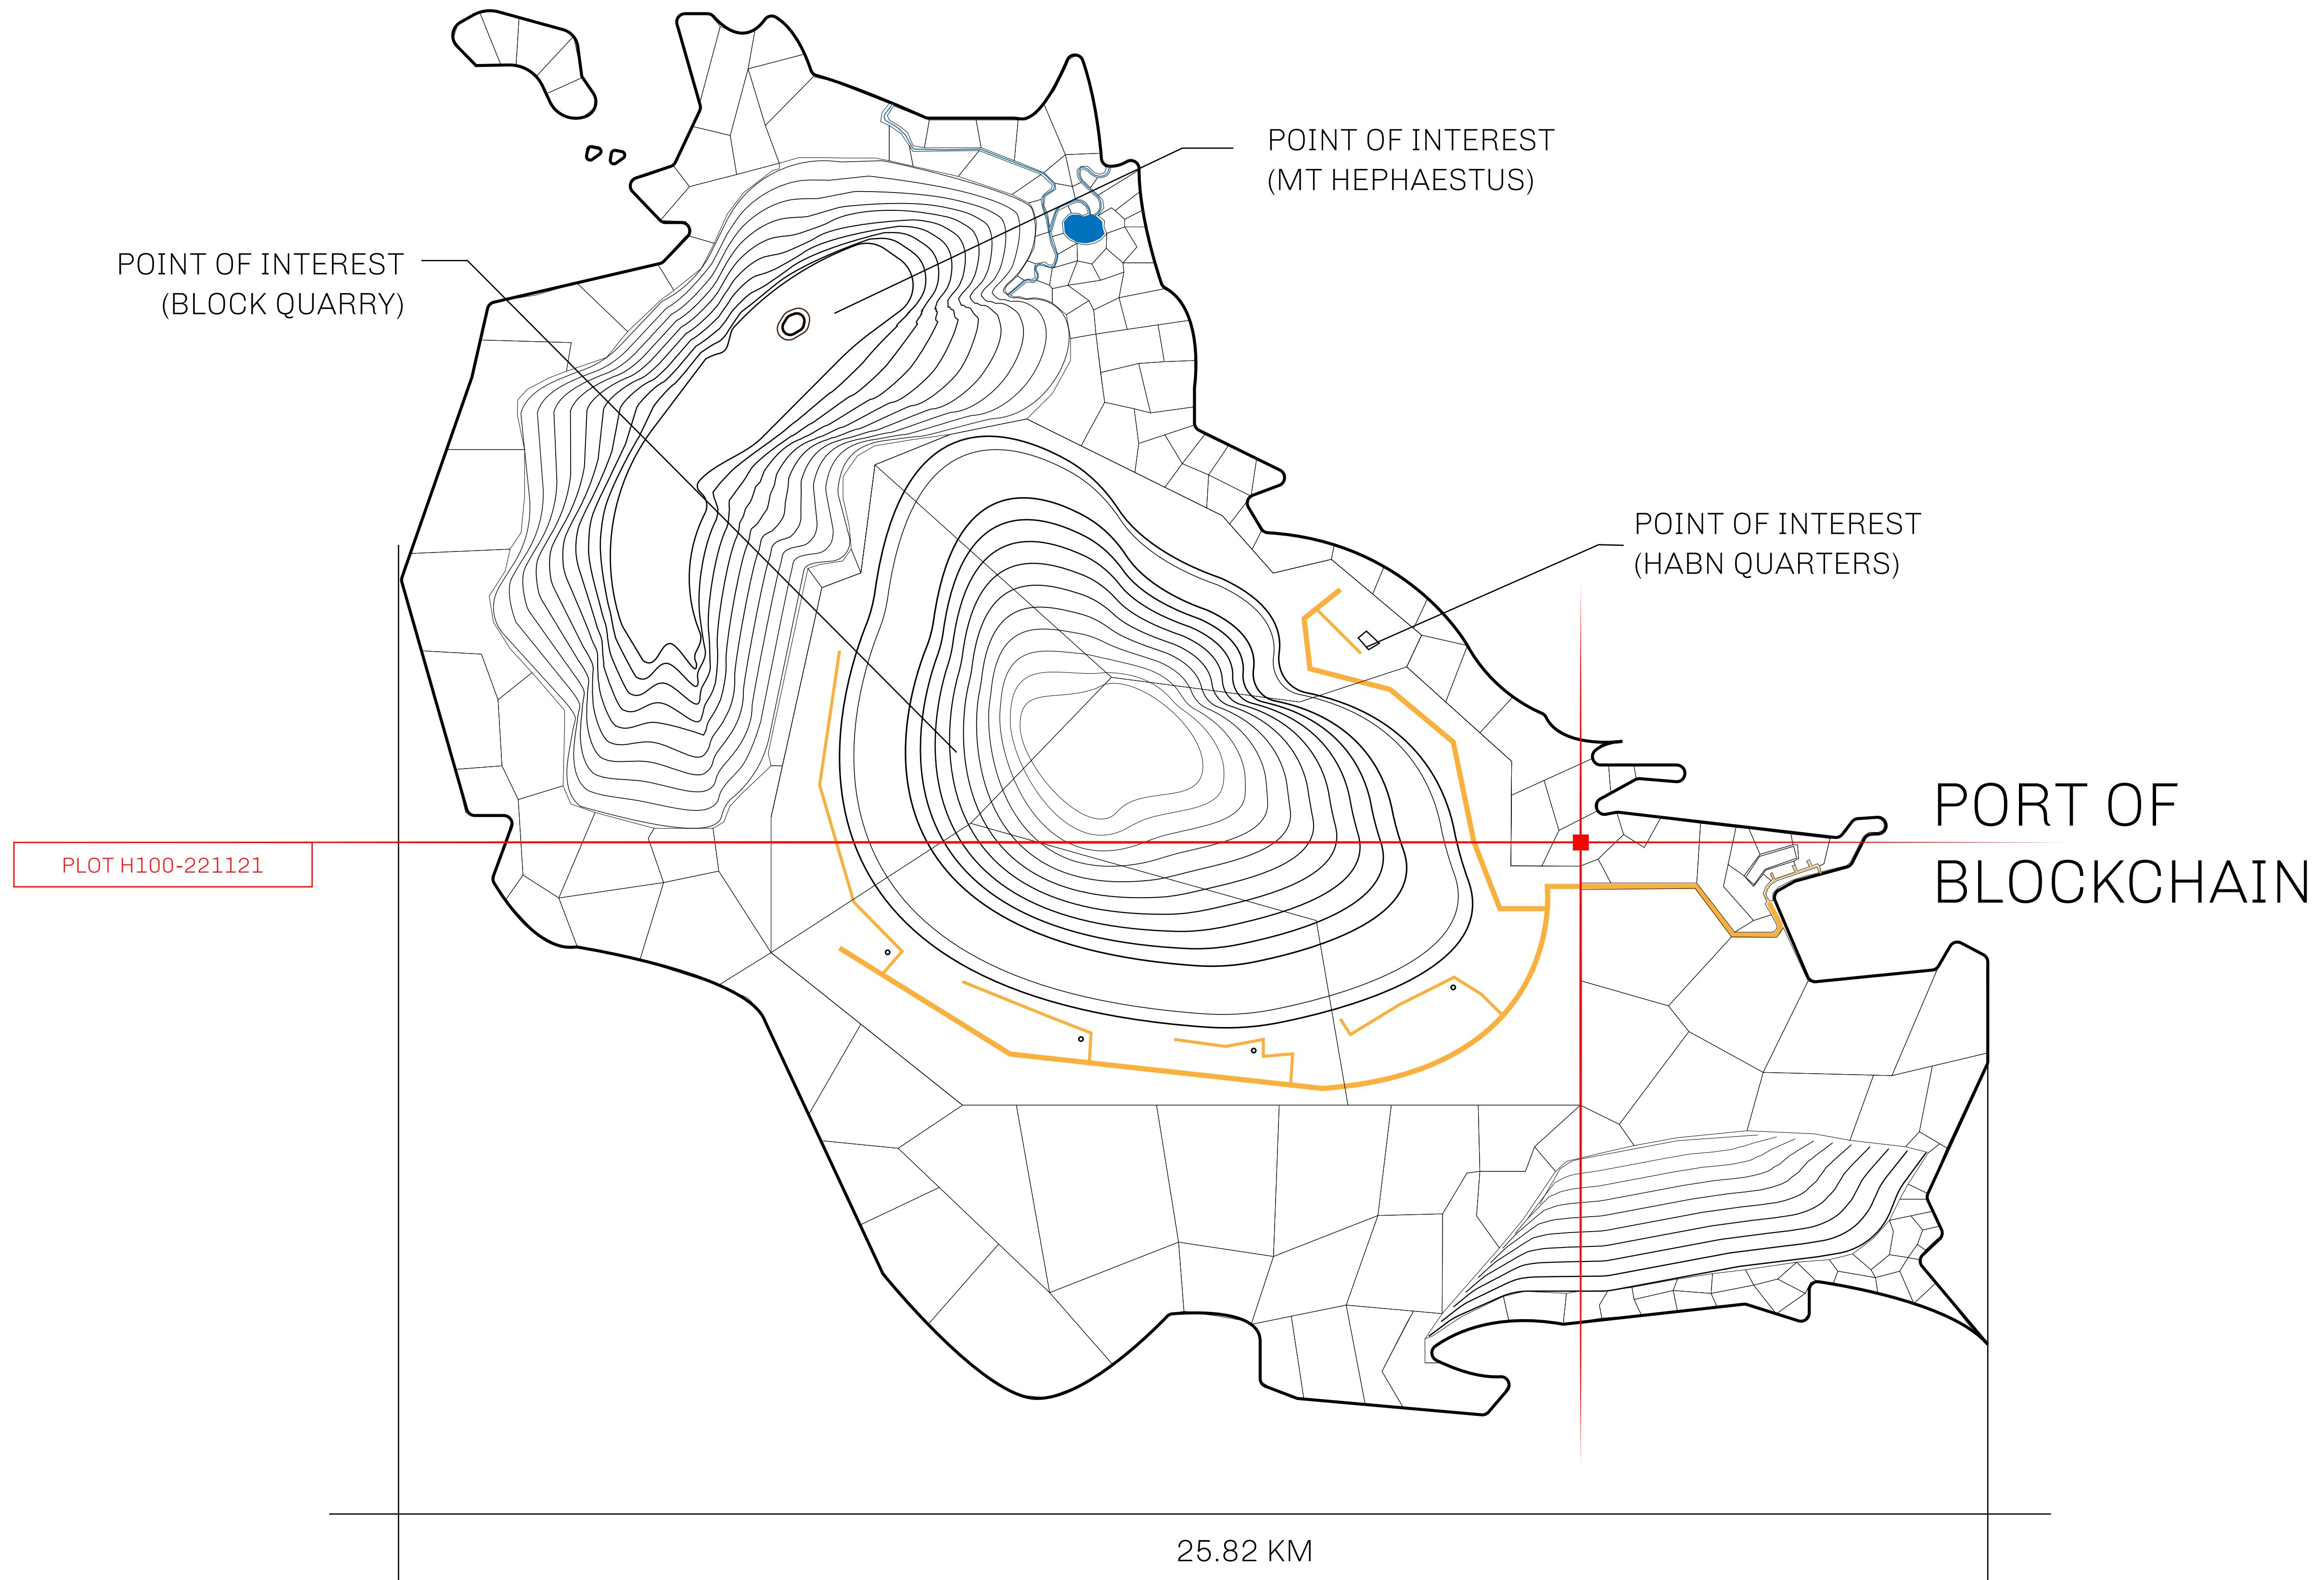 POINT OF INTEREST
(MT HEPHAESTUS)
POINT OF INTEREST
(BLOCK QUARRY)
POINT OF INTEREST
(HABN QUARTERS)
PORT OF
BLOCKCHAIN
PLOT H100-221121
25.82 KM